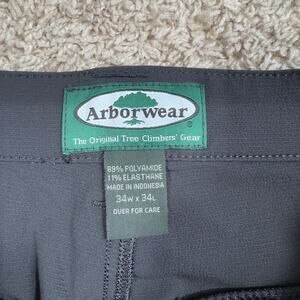 Arborwear®
The Original Tree Climbers' Gear
89% POLYAMIDE
11% ELASTHANE
MADE IN INDONESIA
34W x 34L
OVER FOR CARE